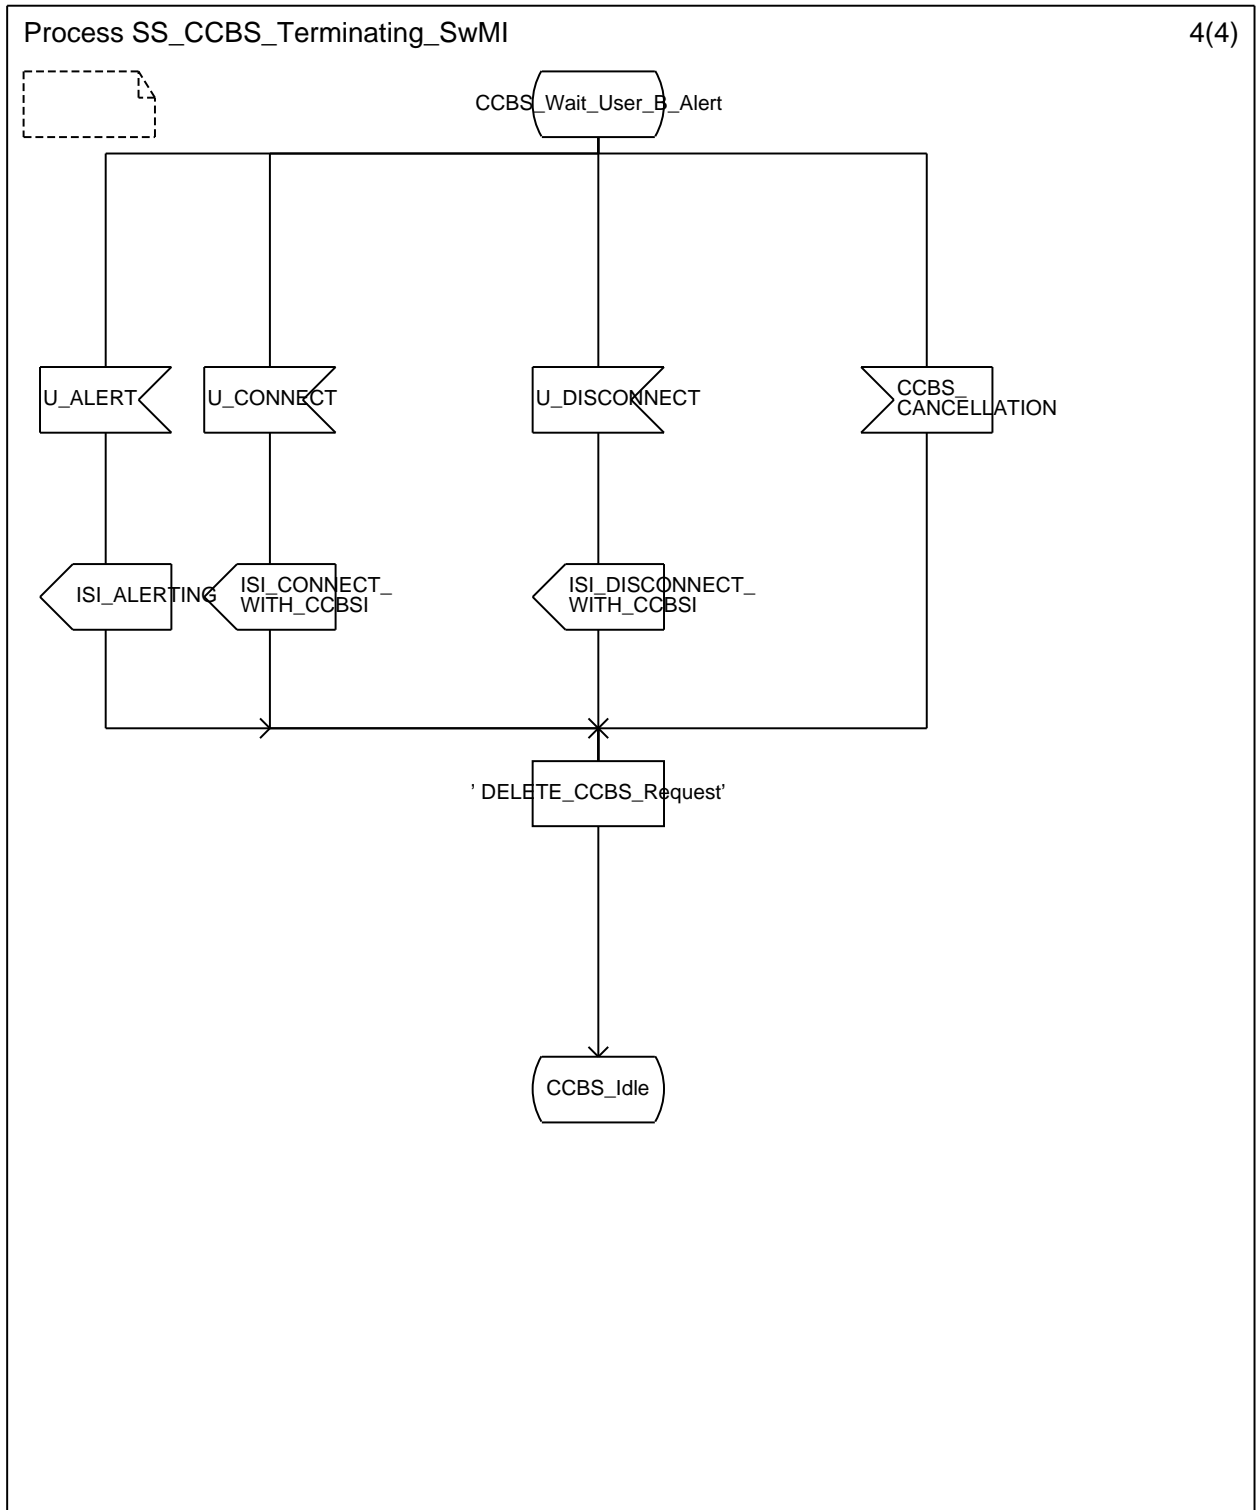 Process SS_CCBS_Terminating_SwMI
4(4)
CCBS_Wait_User_B_Alert
U_ALERT
U_CONNECT
U_DISCONNECT
CCBS_
CANCELLATION
ISI_ALERTING
ISI_CONNECT_
WITH_CCBSI
ISI_DISCONNECT_
WITH_CCBSI
' DELETE_CCBS_Request'
CCBS_Idle